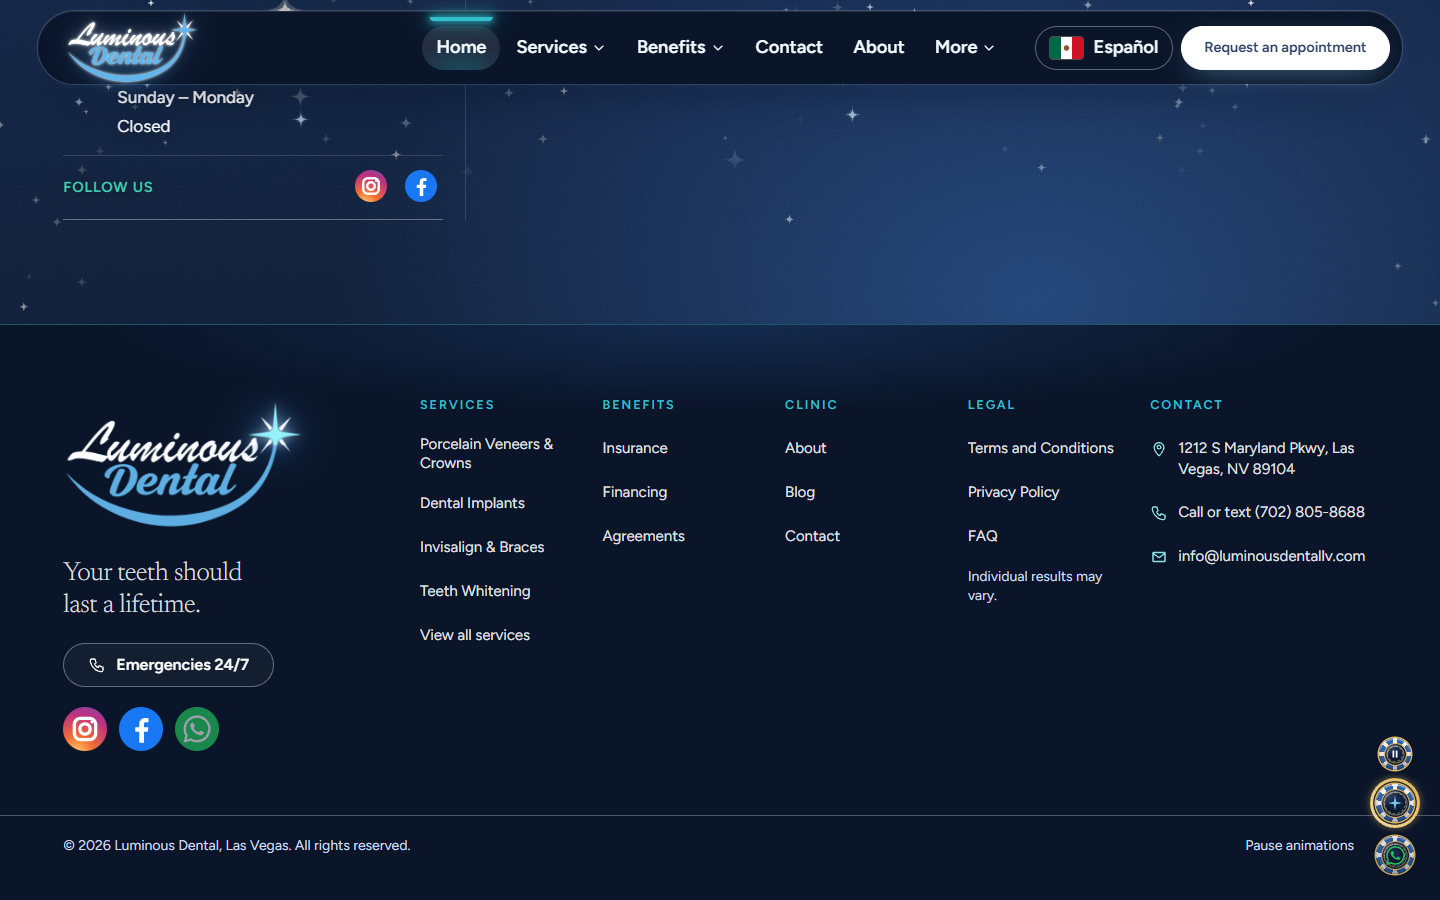 Luminous
Dental
Home
Services
Benefits
Contact
About
More
Español
Request an appointment
Sunday – Monday
Closed
FOLLOW US
Luminous
Dental
Your teeth should
last a lifetime.
Emergencies 24/7
SERVICES
Porcelain Veneers &
Crowns
Dental Implants
Invisalign & Braces
Teeth Whitening
View all services
BENEFITS
Insurance
Financing
Agreements
CLINIC
About
Blog
Contact
LEGAL
Terms and Conditions
Privacy Policy
FAQ
Individual results may
vary.
CONTACT
1212 S Maryland Pkwy, Las
Vegas, NV 89104
Call or text (702) 805-8688
info@luminousdentallv.com
© 2026 Luminous Dental, Las Vegas. All rights reserved.
Pause animations